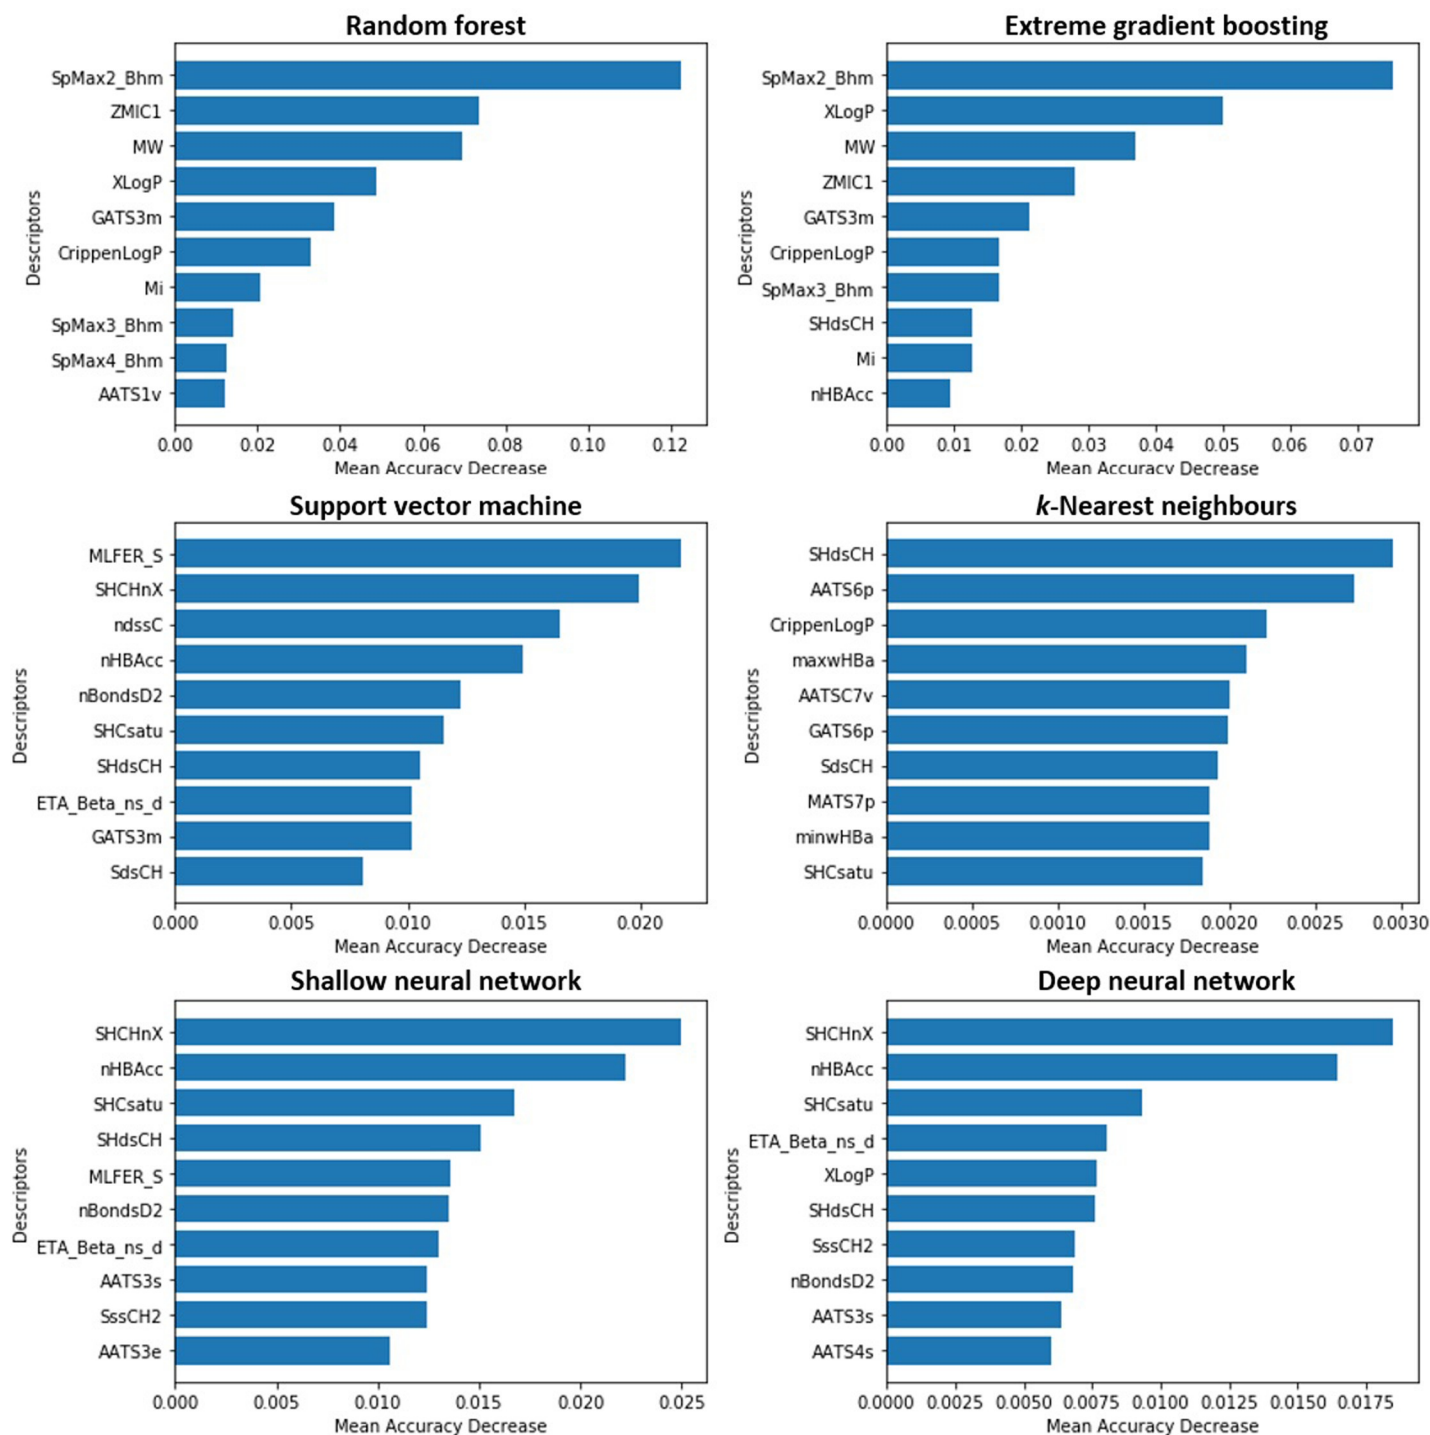 Random forest
SpMax2_Bhm
ZMIC1
MW
XLogP
GATS3m
CrippenLogP
Mi
SpMax3_Bhm
SpMax4_Bhm
AATS1v
Descriptors
0.00 0.02 0.04 0.06 0.08 0.10 0.12
Mean Accuracy Decrease
Extreme gradient boosting
SpMax2_Bhm
XLogP
MW
ZMIC1
GATS3m
CrippenLogP
SpMax3_Bhm
SHdsCH
Mi
nHBAcc
Descriptors
0.00 0.01 0.02 0.03 0.04 0.05 0.06 0.07
Mean Accuracy Decrease
Support vector machine
MLFER_S
SHCHnX
ndssC
nHBAcc
nBondsD2
SHCsatu
SHdsCH
ETA_Beta_ns_d
GATS3m
SdsCH
Descriptors
0.000 0.005 0.010 0.015 0.020
Mean Accuracy Decrease
k-Nearest neighbours
SHdsCH
AATS6p
CrippenLogP
maxwHBa
AATSC7v
GATS6p
SdsCH
MATS7p
minwHBa
SHCsatu
Descriptors
0.0000 0.0005 0.0010 0.0015 0.0020 0.0025 0.0030
Mean Accuracy Decrease
Shallow neural network
SHCHnX
nHBAcc
SHCsatu
SHdsCH
MLFER_S
nBondsD2
ETA_Beta_ns_d
AATS3s
SssCH2
AATS3e
Descriptors
0.000 0.005 0.010 0.015 0.020 0.025
Mean Accuracy Decrease
Deep neural network
SHCHnX
nHBAcc
SHCsatu
ETA_Beta_ns_d
XLogP
SHdsCH
SssCH2
nBondsD2
AATS3s
AATS4s
Descriptors
0.0000 0.0025 0.0050 0.0075 0.0100 0.0125 0.0150 0.0175
Mean Accuracy Decrease